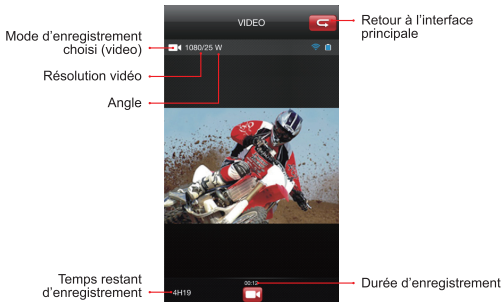 VIDEO
Retour à l'interface
principale
Mode d'enregistrement
choisi (video)
1080/25 W
Résolution vidéo
Angle
Temps restant
d'enregistrement
4H19
00:12
Durée d'enregistrement